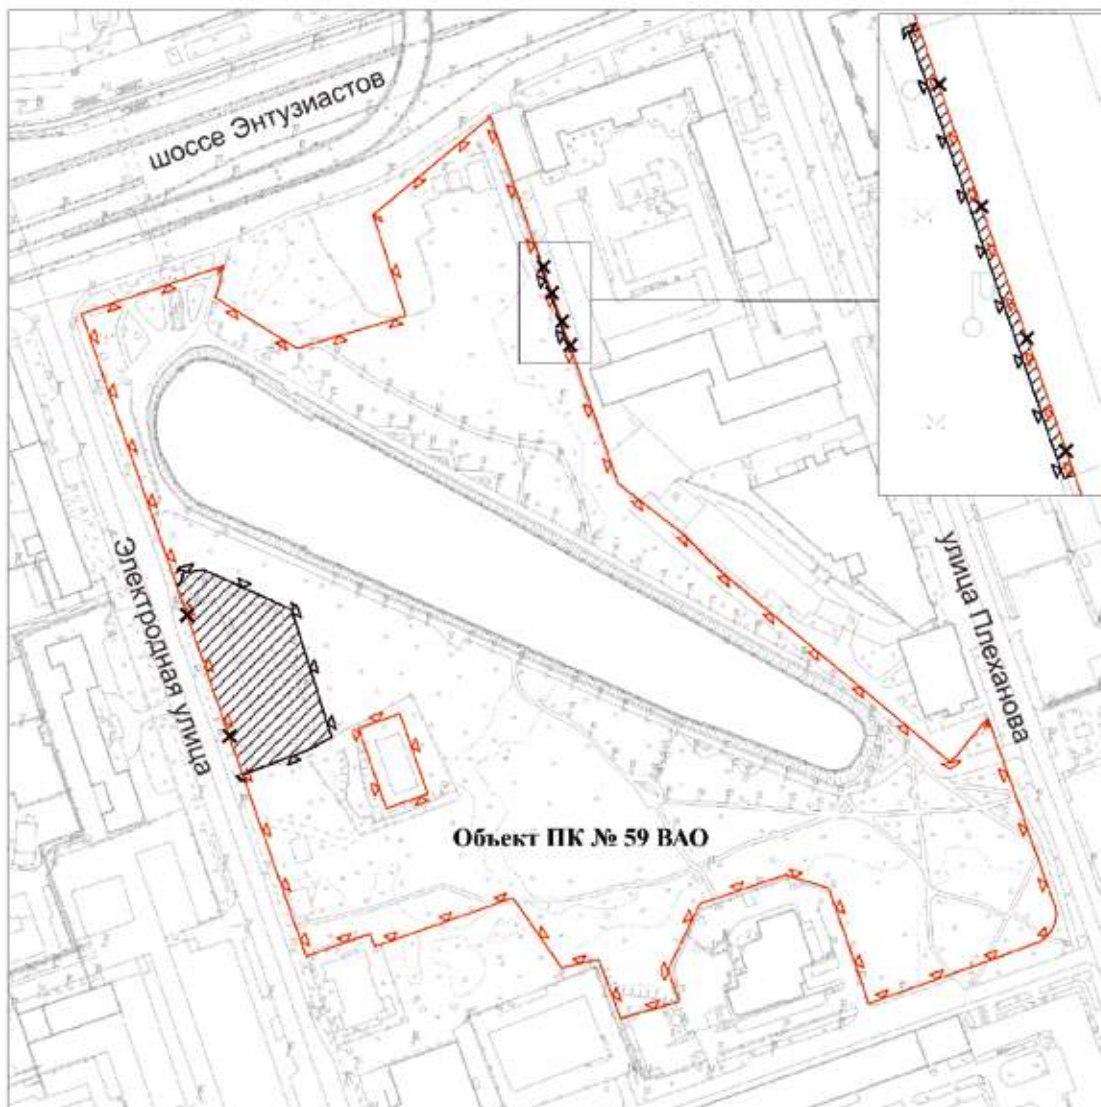 шоссе Энтузиастов
Электродная улица
улица Плеханова
Объект ПК № 59 ВАО